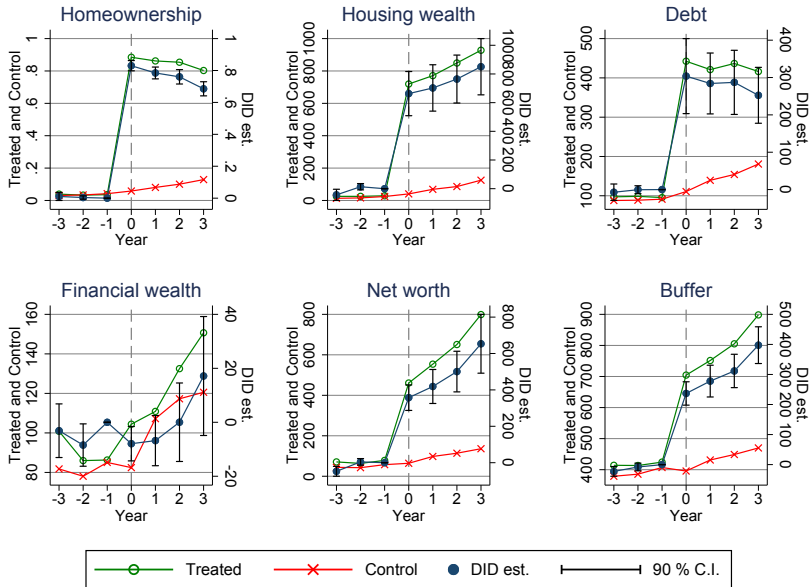 Homeownership
Treated and Control
0 .2 .4 .6 .8 1
0 .2 .4 .6 .8 1
DID est.
-3 -2 -1 0 1 2 3
Year
Housing wealth
Treated and Control
0 200 400 600 800 1000
0 200 400 600 800 1000
DID est.
-3 -2 -1 0 1 2 3
Year
Debt
Treated and Control
100 200 300 400 500
0 100 200 300 400
DID est.
-3 -2 -1 0 1 2 3
Year
Financial wealth
Treated and Control
80 100 120 140 160
-20 0 20 40
DID est.
-3 -2 -1 0 1 2 3
Year
Net worth
Treated and Control
0 200 400 600 800
0 200 400 600 800
DID est.
-3 -2 -1 0 1 2 3
Year
Buffer
Treated and Control
400 500 600 700 800 900
0 100 200 300 400 500
DID est.
-3 -2 -1 0 1 2 3
Year
Treated Control DID est. 90 % C.I.